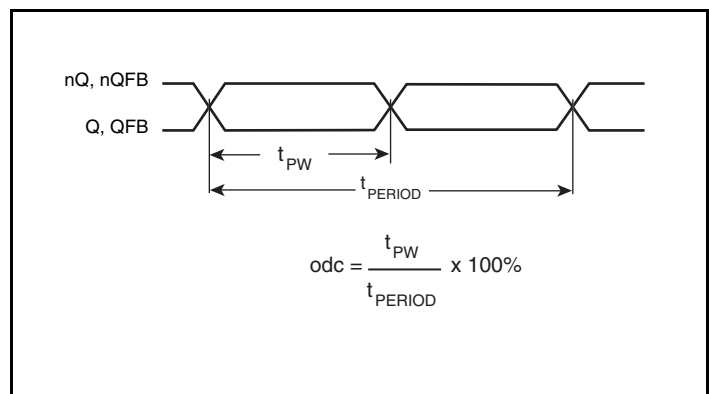 nQ, nQFB
Q, QFB
tPW
tPERIOD
odc = tPW / tPERIOD x 100%